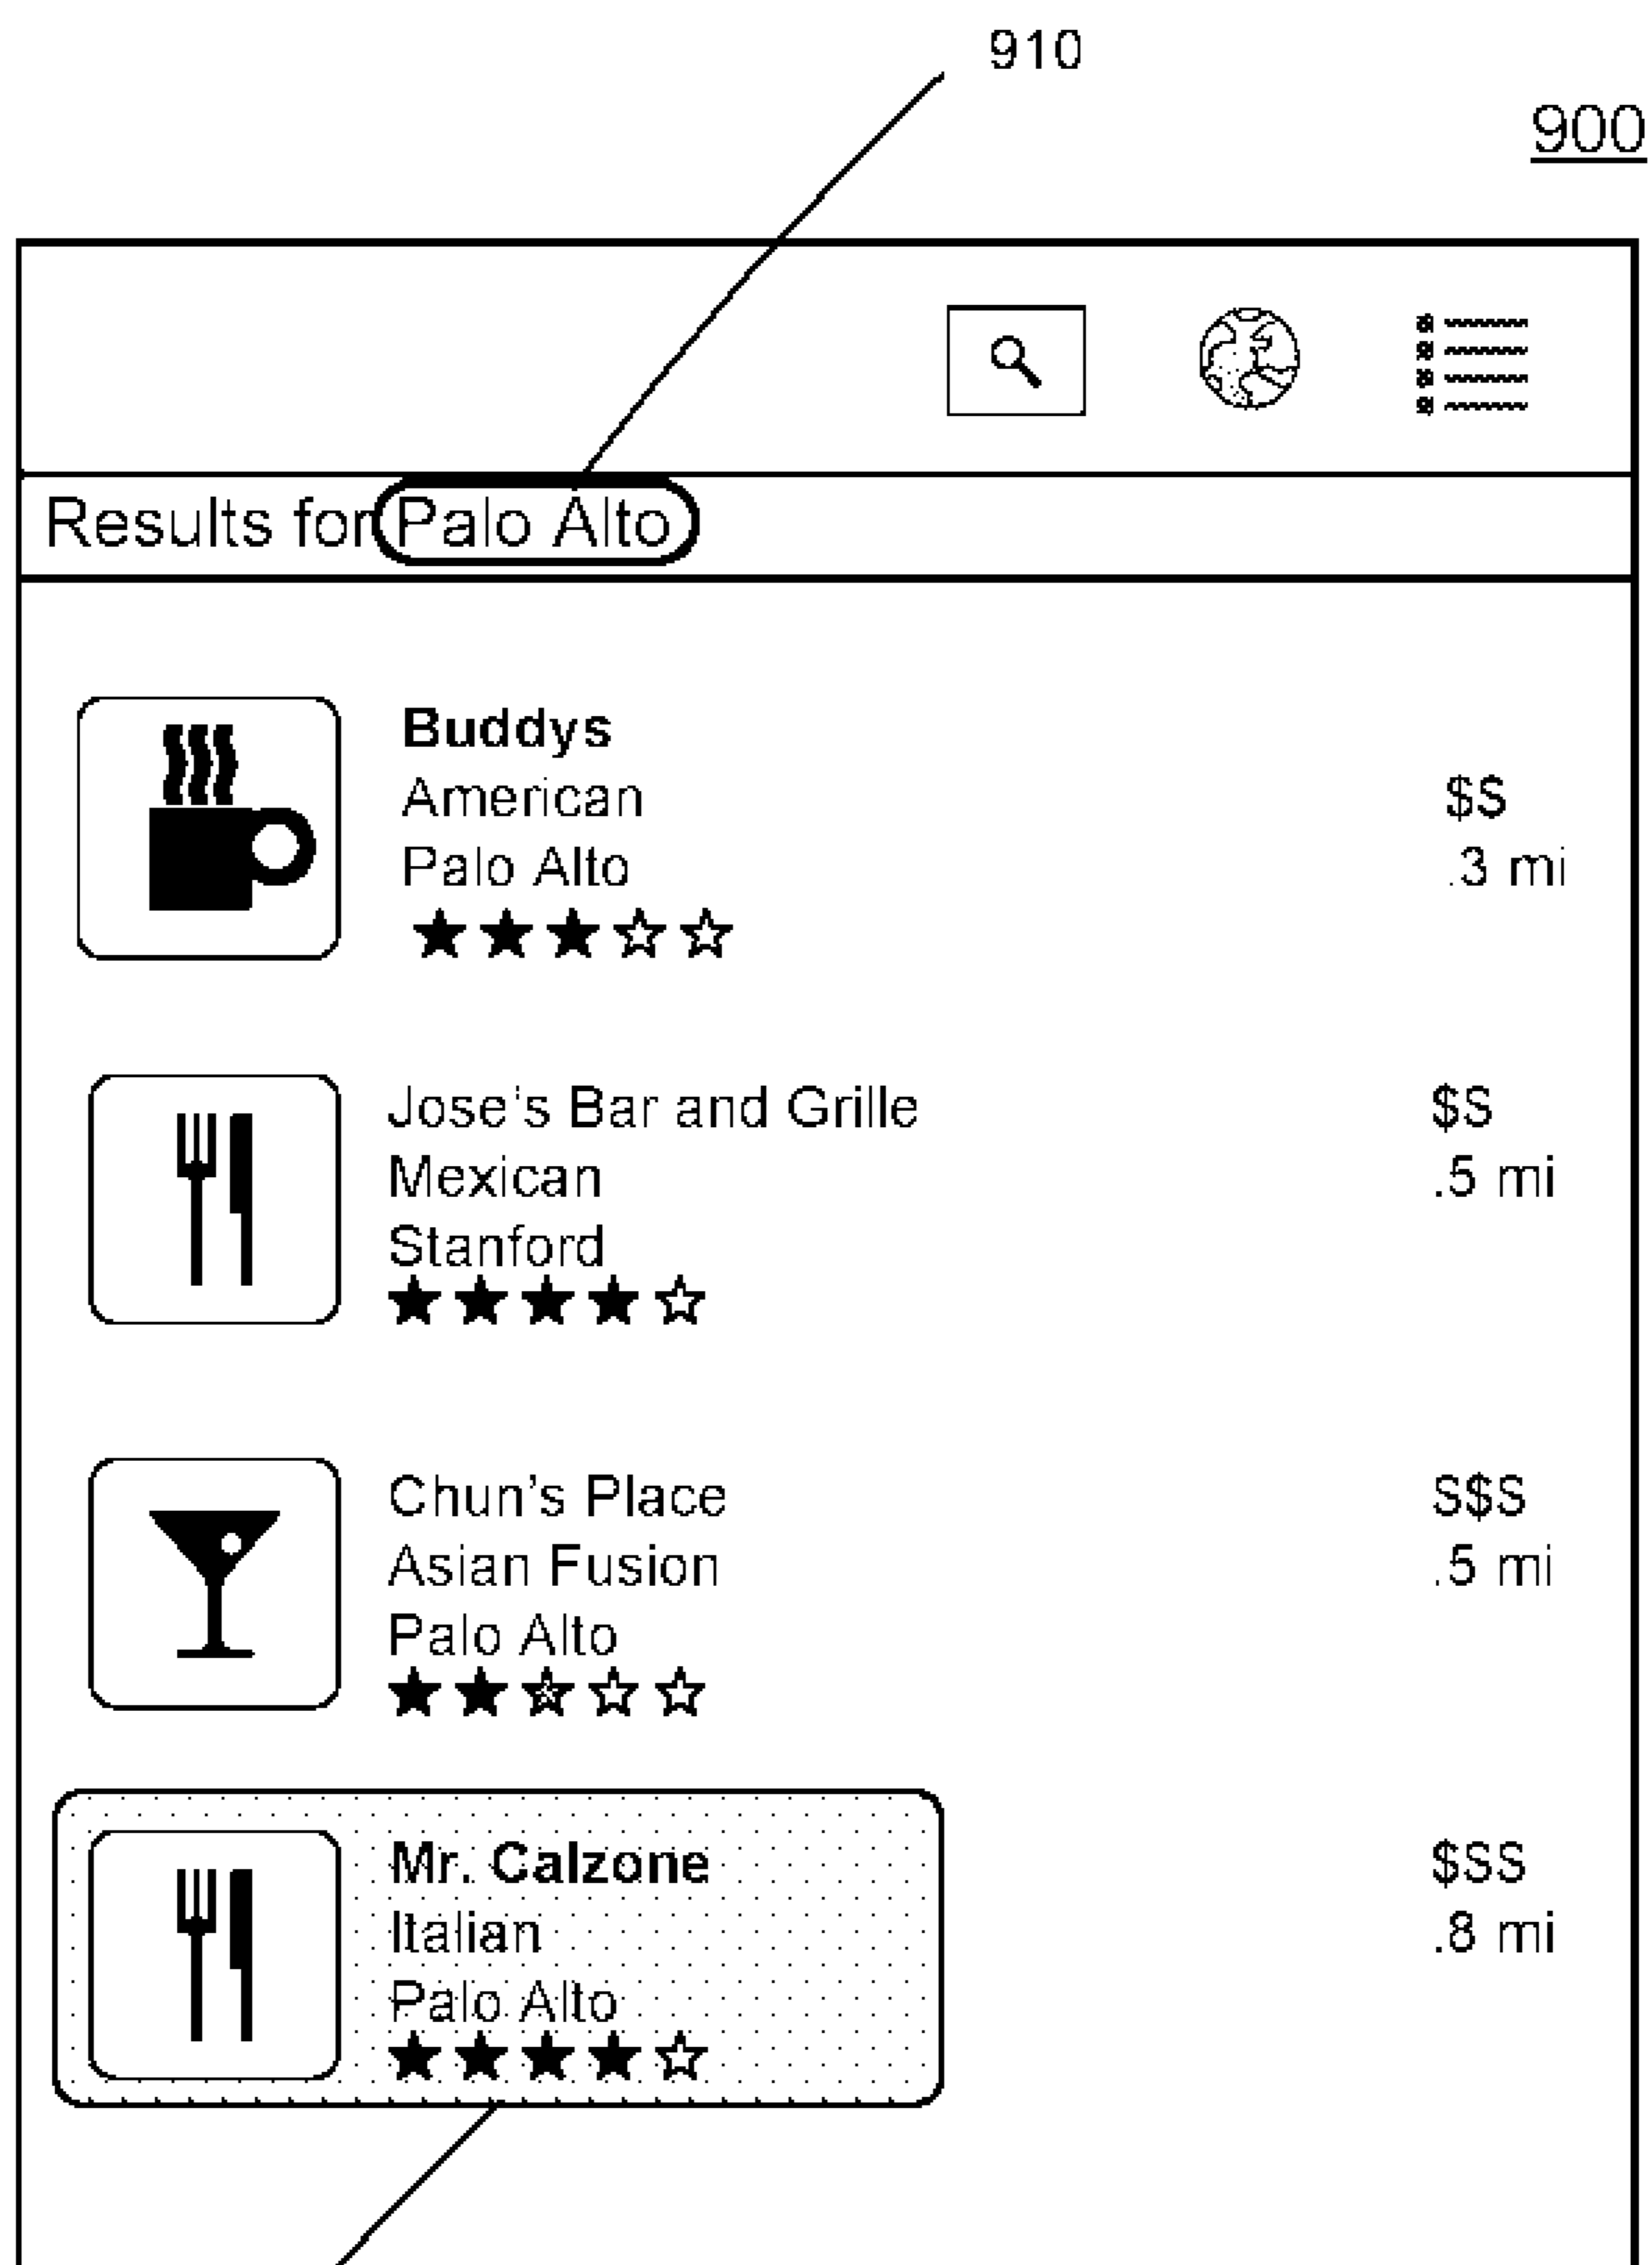 910
900
Results for Palo Alto
Buddys
American
Palo Alto
$S
.3 mi
Jose's Bar and Grille
Mexican
Stanford
$S
.5 mi
Chun's Place
Asian Fusion
Palo Alto
S$S
.5 mi
Mr. Calzone
Italian
Palo Alto
$SS
.8 mi